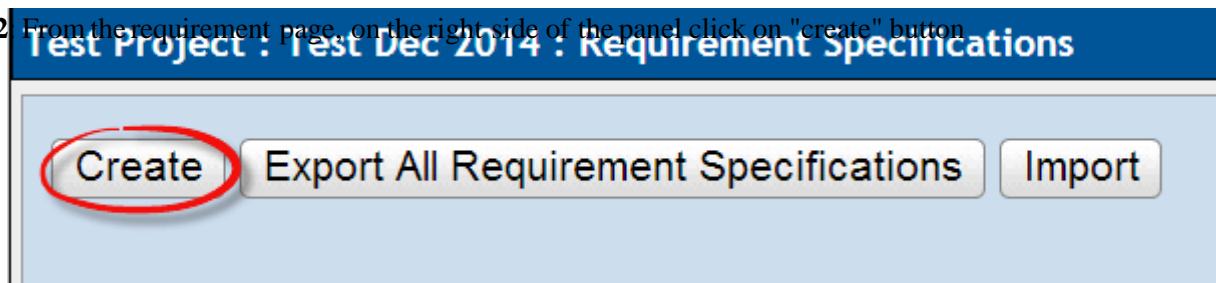 2 From the requirement page, on the right side of the panel click on "create" button
Test Project : Test Dec 2014 : Requirement Specifications
Create Export All Requirement Specifications Import